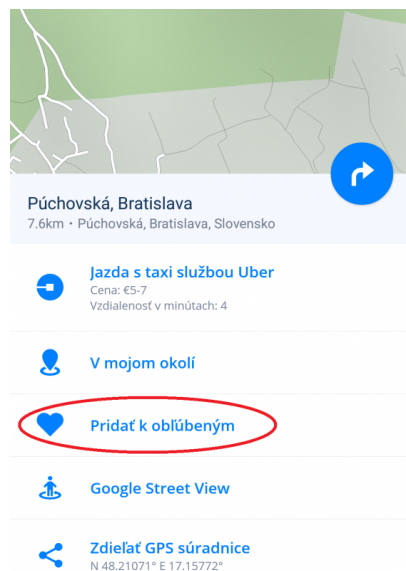 Púchovská, Bratislava
7.6km • Púchovská, Bratislava, Slovensko
Jazda s taxi službou Uber
Cena: €5-7
Vzdialenosť v minútach: 4
V mojom okolí
Pridať k obľúbeným
Google Street View
Zdieľať GPS súradnice
N 48.21071° E 17.15772°